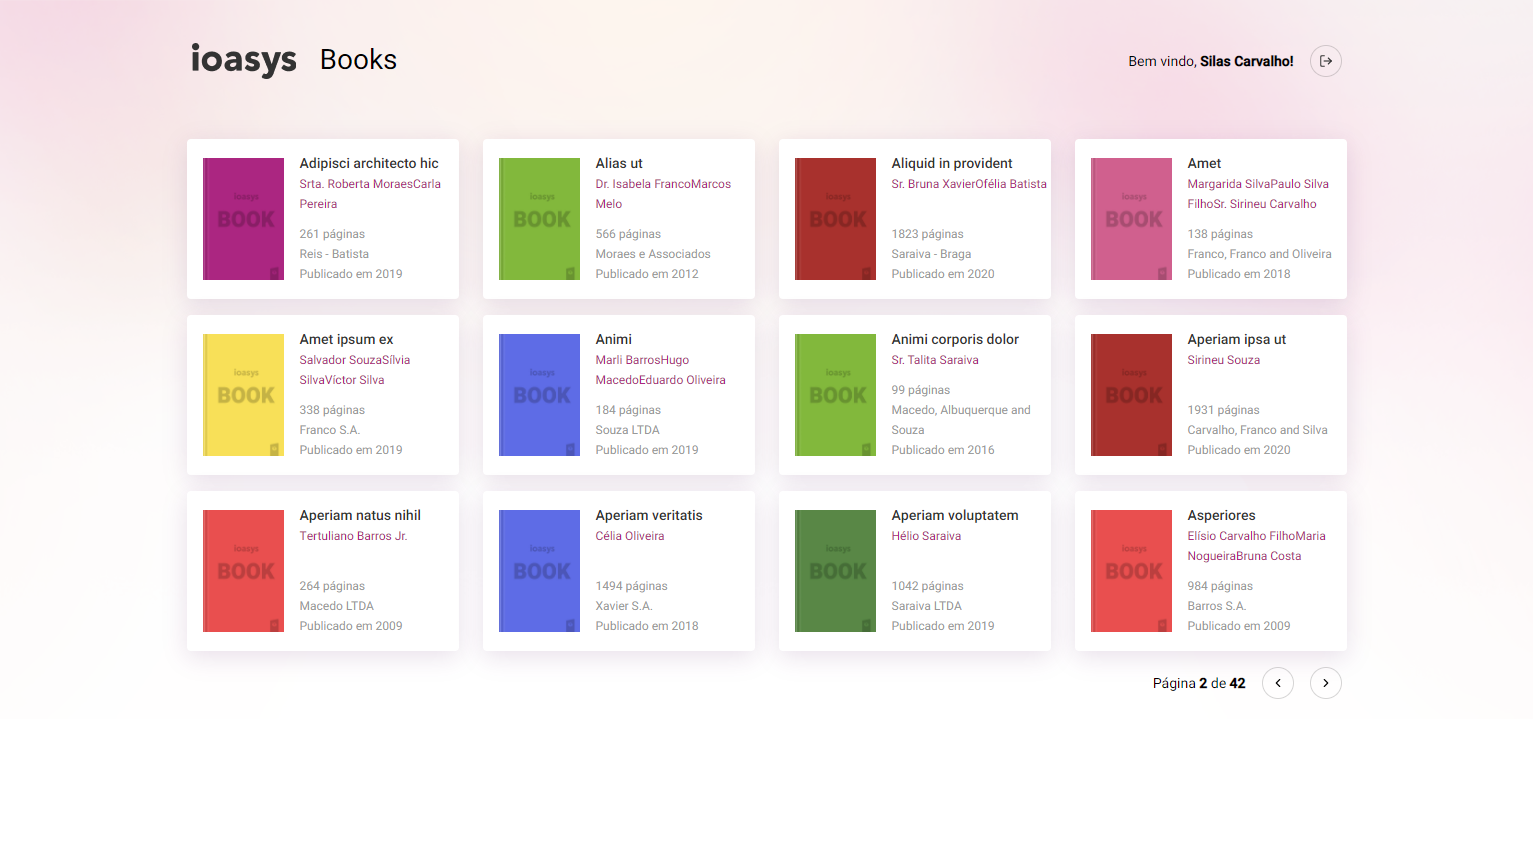 ioasys Books
Bem vindo, Silas Carvalho!
ioasys
BOOK
Adipisci architecto hic
Srta. Roberta MoraesCarla
Pereira
261 páginas
Reis - Batista
Publicado em 2019
ioasys
BOOK
Alias ut
Dr. Isabela FrancoMarcos
Melo
566 páginas
Moraes e Associados
Publicado em 2012
ioasys
BOOK
Aliquid in provident
Sr. Bruna XavierOfélia Batista
1823 páginas
Saraiva - Braga
Publicado em 2020
ioasys
BOOK
Amet
Margarida SilvaPaulo Silva
FilhoSr. Sirineu Carvalho
138 páginas
Franco, Franco and Oliveira
Publicado em 2018
ioasys
BOOK
Amet ipsum ex
Salvador SouzaSílvia
SilvaVíctor Silva
338 páginas
Franco S.A.
Publicado em 2019
ioasys
BOOK
Animi
Marli BarrosHugo
MacedoEduardo Oliveira
184 páginas
Souza LTDA
Publicado em 2019
ioasys
BOOK
Animi corporis dolor
Sr. Talita Saraiva
99 páginas
Macedo, Albuquerque and
Souza
Publicado em 2016
ioasys
BOOK
Aperiam ipsa ut
Sirineu Souza
1931 páginas
Carvalho, Franco and Silva
Publicado em 2020
ioasys
BOOK
Aperiam natus nihil
Tertuliano Barros Jr.
264 páginas
Macedo LTDA
Publicado em 2009
ioasys
BOOK
Aperiam veritatis
Célia Oliveira
1494 páginas
Xavier S.A.
Publicado em 2018
ioasys
BOOK
Aperiam voluptatem
Hélio Saraiva
1042 páginas
Saraiva LTDA
Publicado em 2019
ioasys
BOOK
Asperiores
Elísio Carvalho FilhoMaria
NogueiraBruna Costa
984 páginas
Barros S.A.
Publicado em 2009
Página 2 de 42